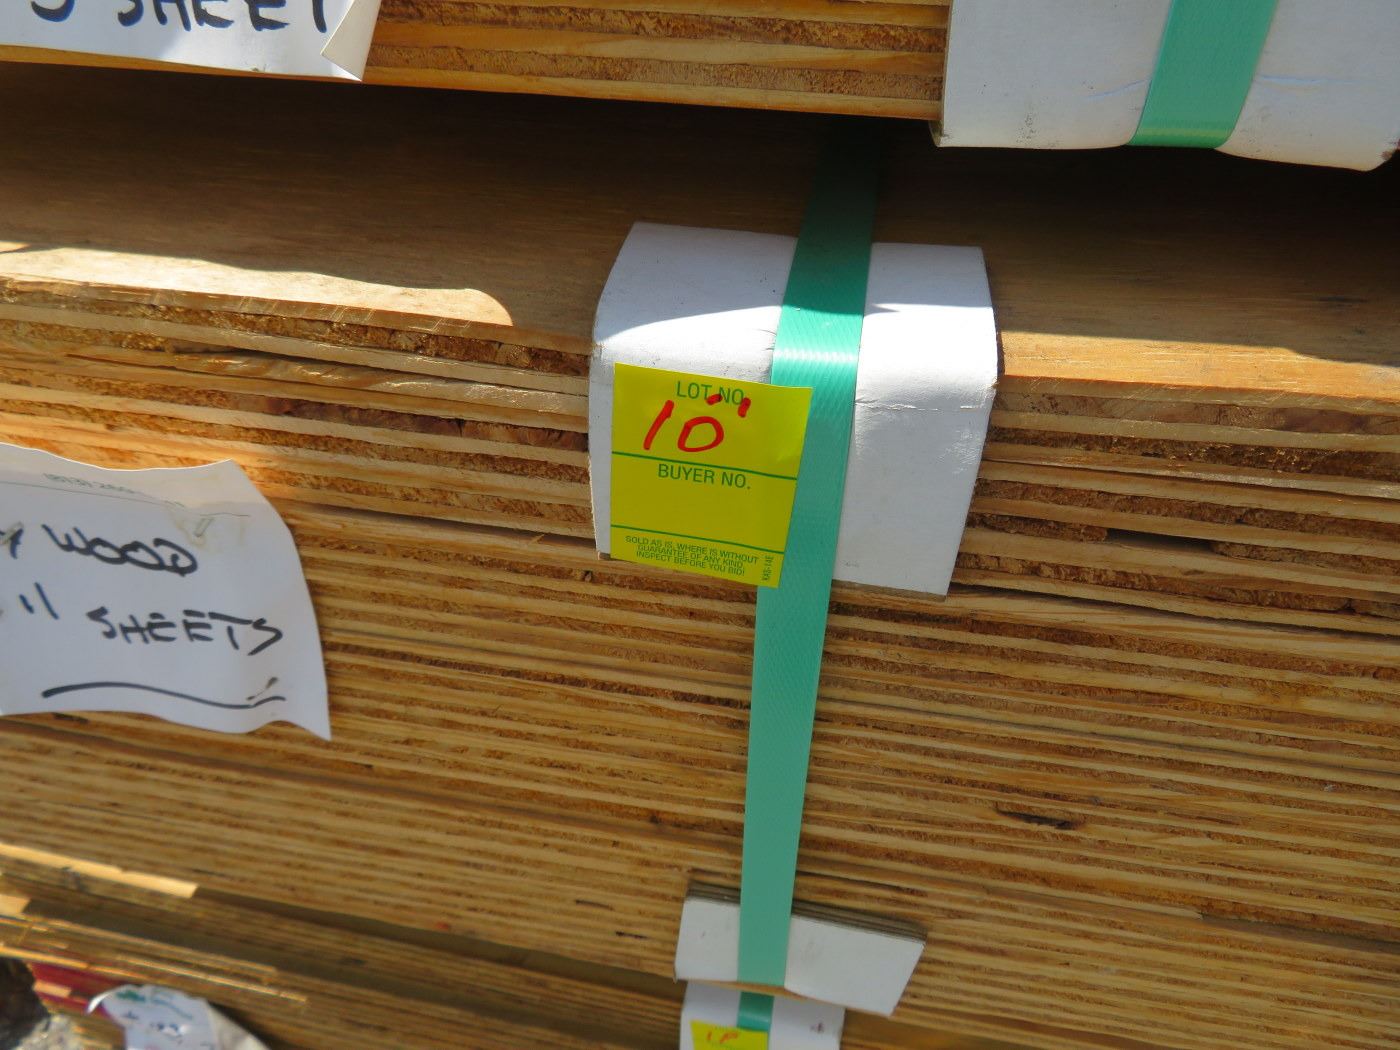 SHEET
LOT NO.
10"
BUYER NO.
SOLD AS IS, WHERE IS WITHOUT
GUARANTEE OF ANY KIND.
INSPECT BEFORE YOU BID!
WOOD
11 SHEETS